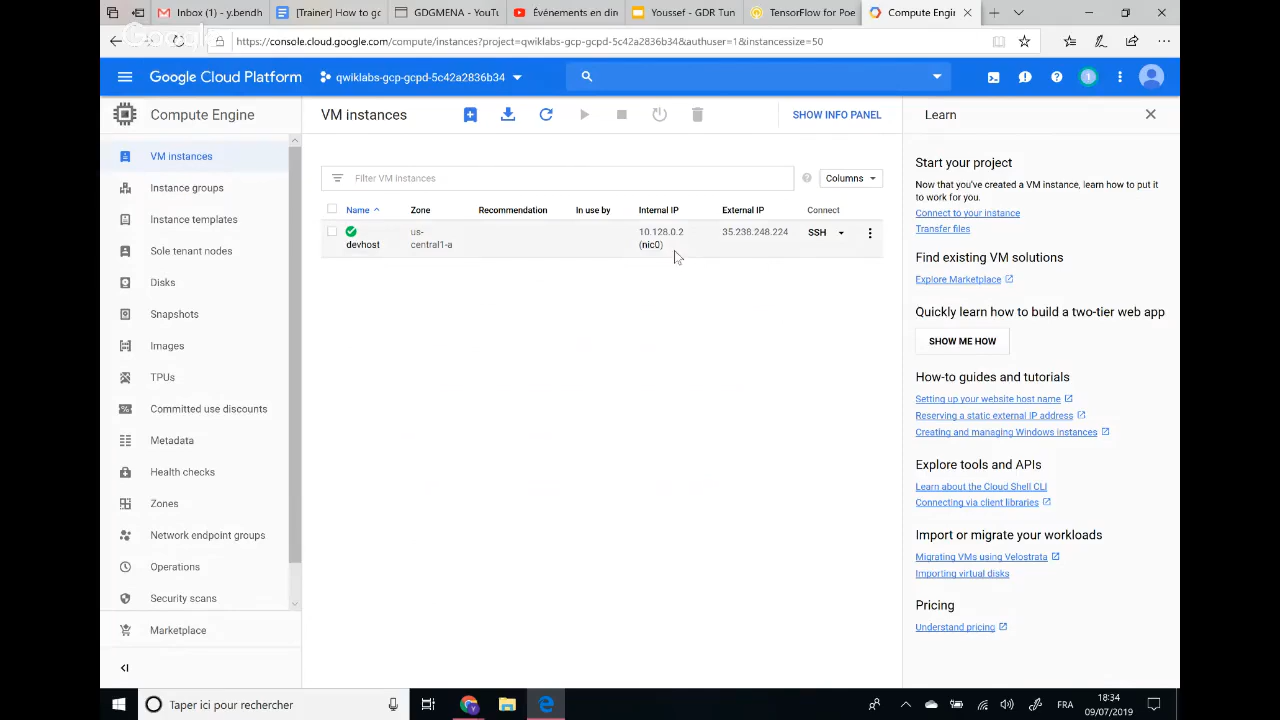 Inbox (1) - y.bendh
[Trainer] How to go
GDGMENA - YouTu
Événements en dir
Youssef - GDR Tun
TensorFlow for Poe
Compute Engin
https://console.cloud.google.com/compute/instances?project=qwiklabs-gcp-gcpd-5c42a2836b34&authuser=1&instancessize=50
Google Cloud Platform
qwiklabs-gcp-gcpd-5c42a2836b34
1
Compute Engine
VM instances
SHOW INFO PANEL
Learn
VM instances
Instance groups
Instance templates
Sole tenant nodes
Disks
Snapshots
Images
TPUs
Committed use discounts
Metadata
Health checks
Zones
Network endpoint groups
Operations
Security scans
Marketplace
Filter VM instances
Columns
Name Zone Recommendation In use by Internal IP External IP Connect
devhost
us-
central1-a
10.128.0.2
(nic0)
35.238.248.224
SSH
Start your project
Now that you've created a VM instance, learn how to put it
to work for you.
Connect to your instance
Transfer files
Find existing VM solutions
Explore Marketplace
Quickly learn how to build a two-tier web app
SHOW ME HOW
How-to guides and tutorials
Setting up your website host name
Reserving a static external IP address
Creating and managing Windows instances
Explore tools and APIs
Learn about the Cloud Shell CLI
Connecting via client libraries
Import or migrate your workloads
Migrating VMs using Velostrata
Importing virtual disks
Pricing
Understand pricing
Taper ici pour rechercher
FRA
18:34
09/07/2019